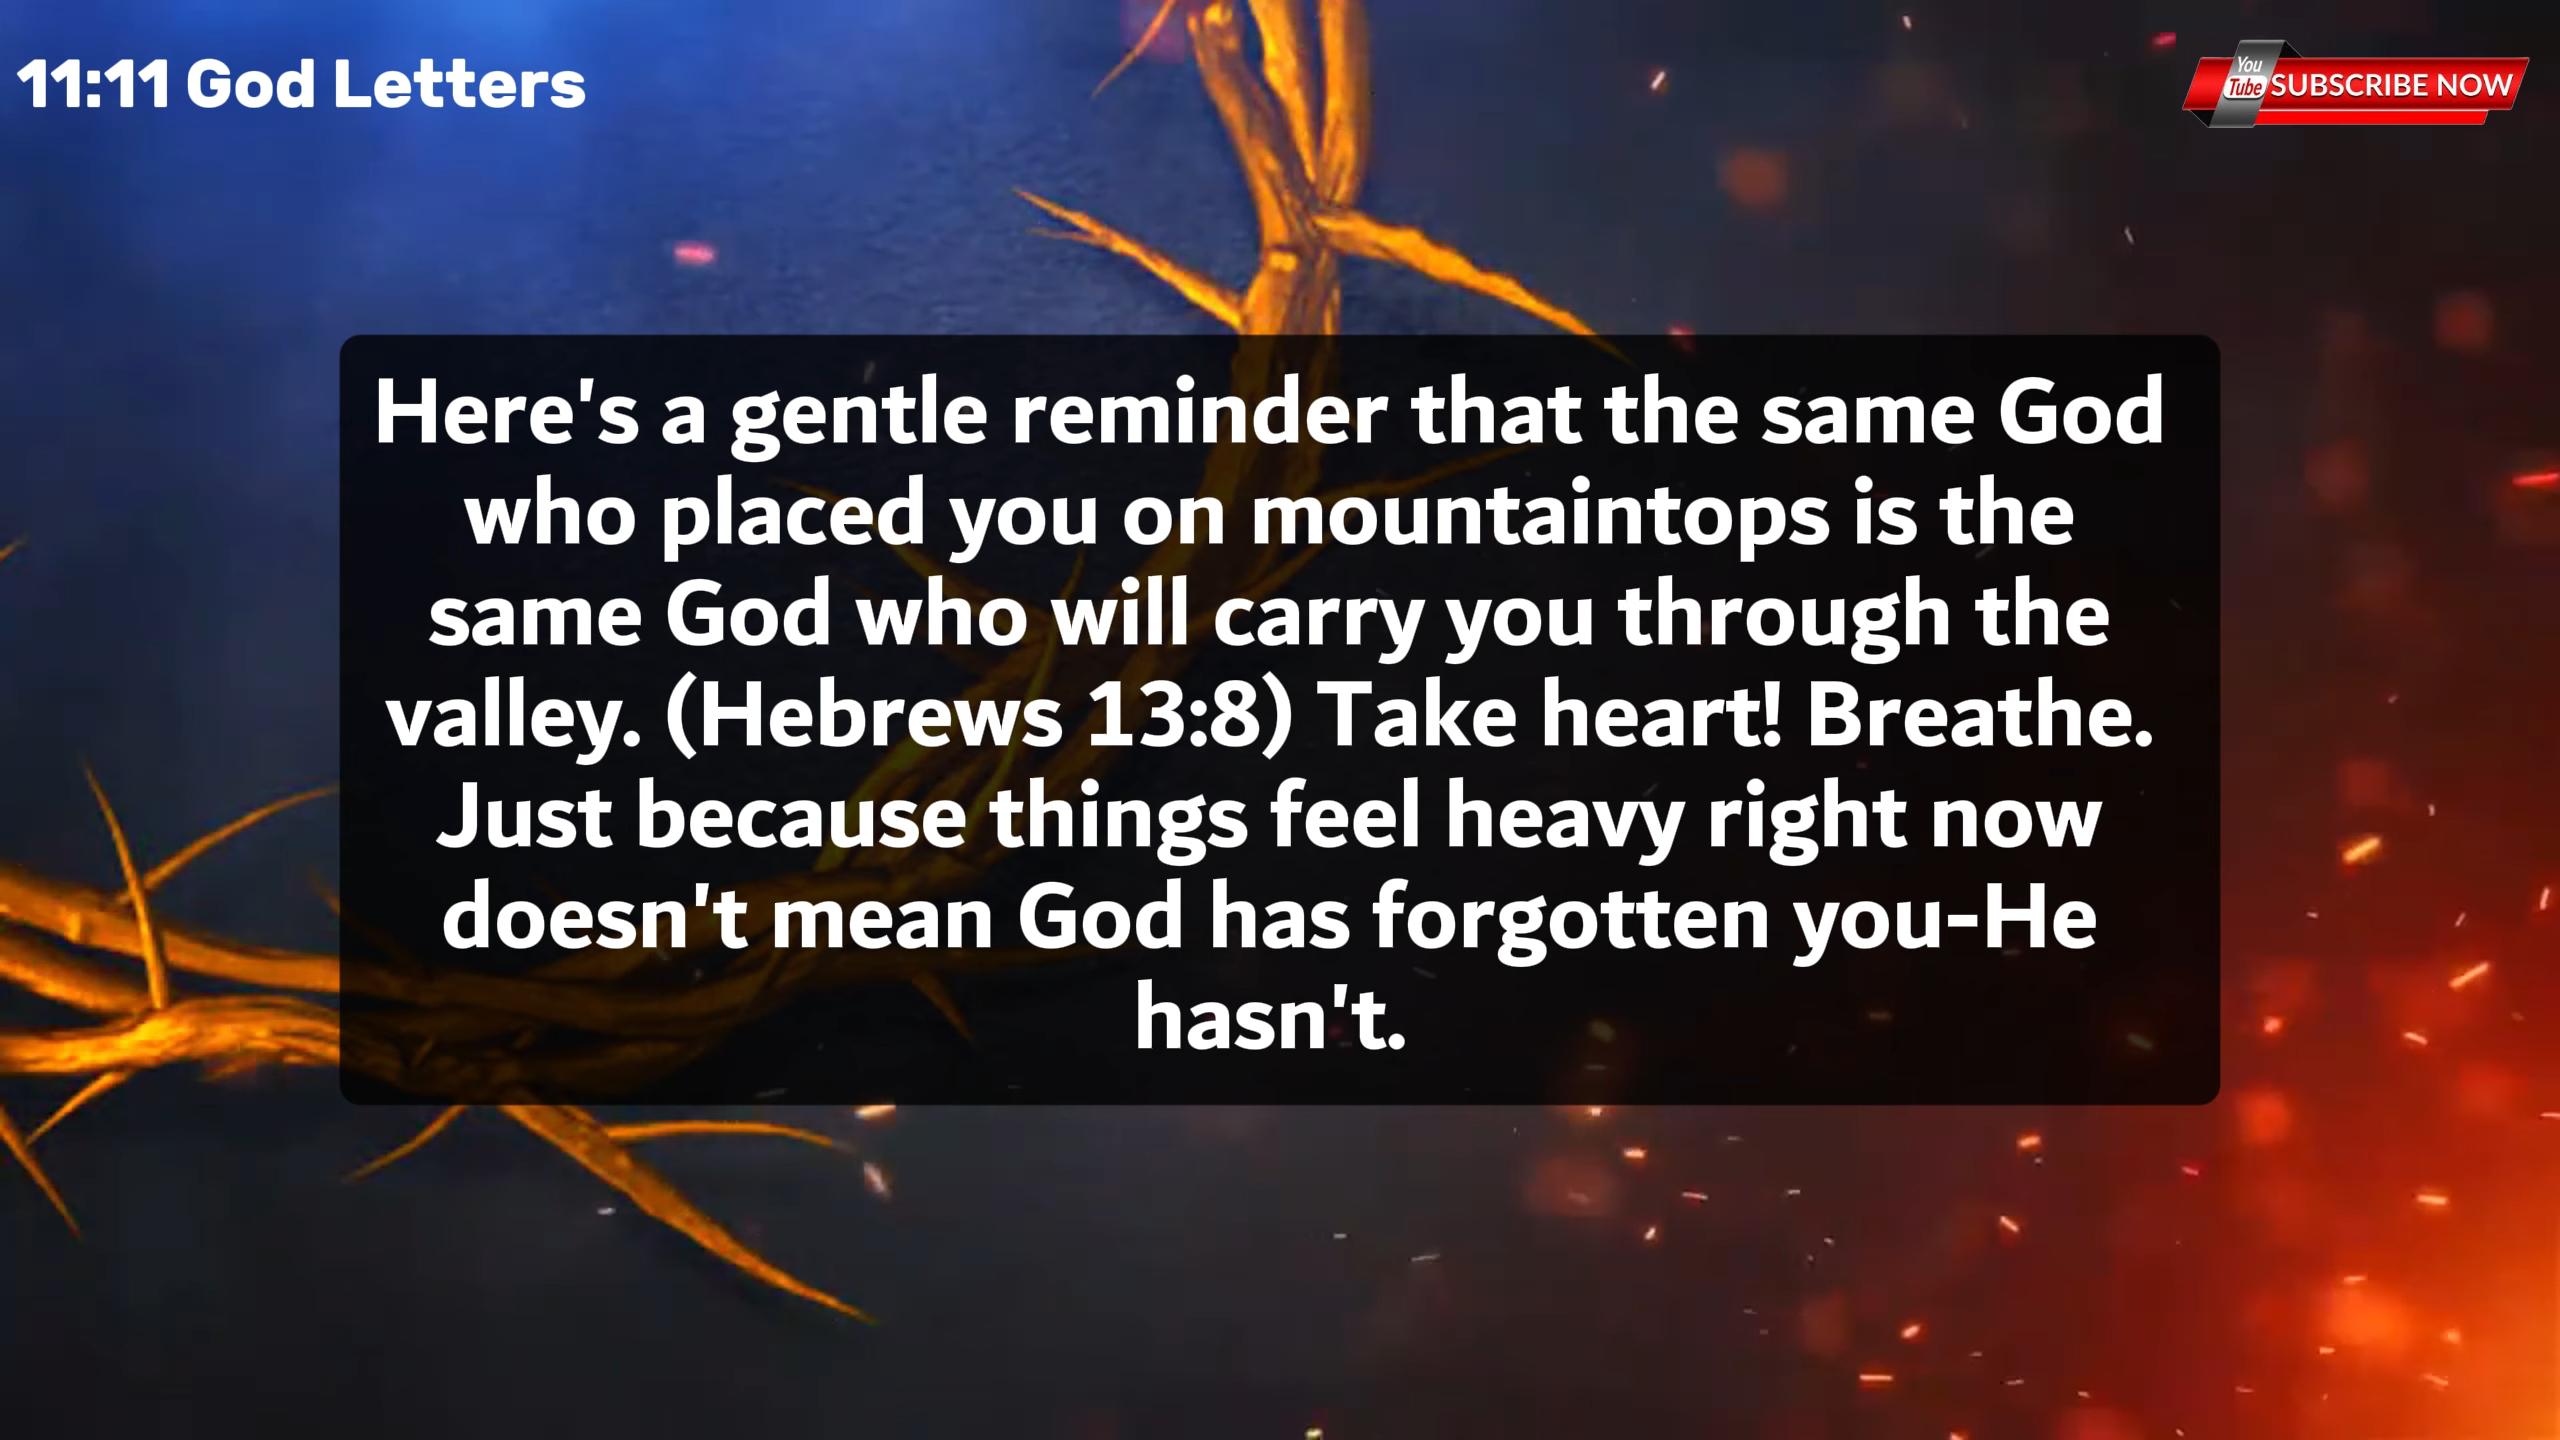 11:11 God Letters
You
Tube
SUBSCRIBE NOW
Here's a gentle reminder that the same God
who placed you on mountaintops is the
same God who will carry you through the
valley. (Hebrews 13:8) Take heart! Breathe.
Just because things feel heavy right now
doesn't mean God has forgotten you-He
hasn't.